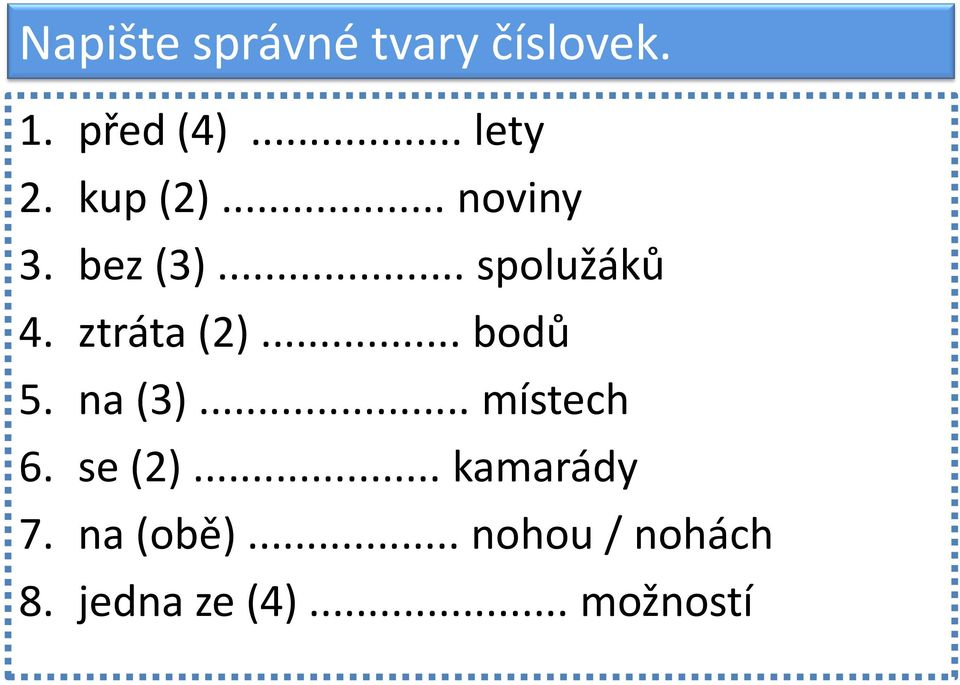 Napište správné tvary číslovek.
1. před (4) ................... lety
2. kup (2) ................... noviny
3. bez (3) ..................... spolužáků
4. ztráta (2) ................. bodů
5. na (3) ....................... místech
6. se (2) ..................... kamarády
7. na (obě) .................. nohou / nohách
8. jedna ze (4) ...................... možností